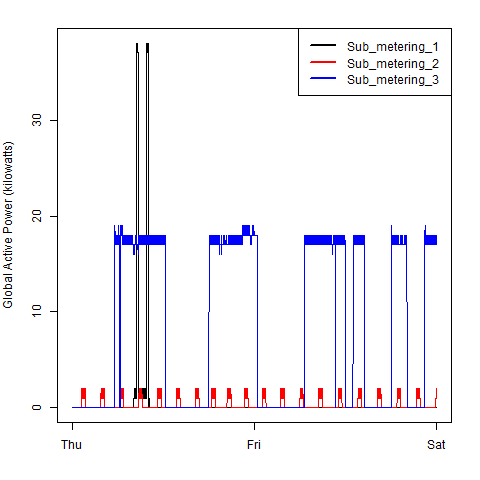 Sub_metering_1
Sub_metering_2
Sub_metering_3
Global Active Power (kilowatts)
30
20
10
0
Thu Fri Sat